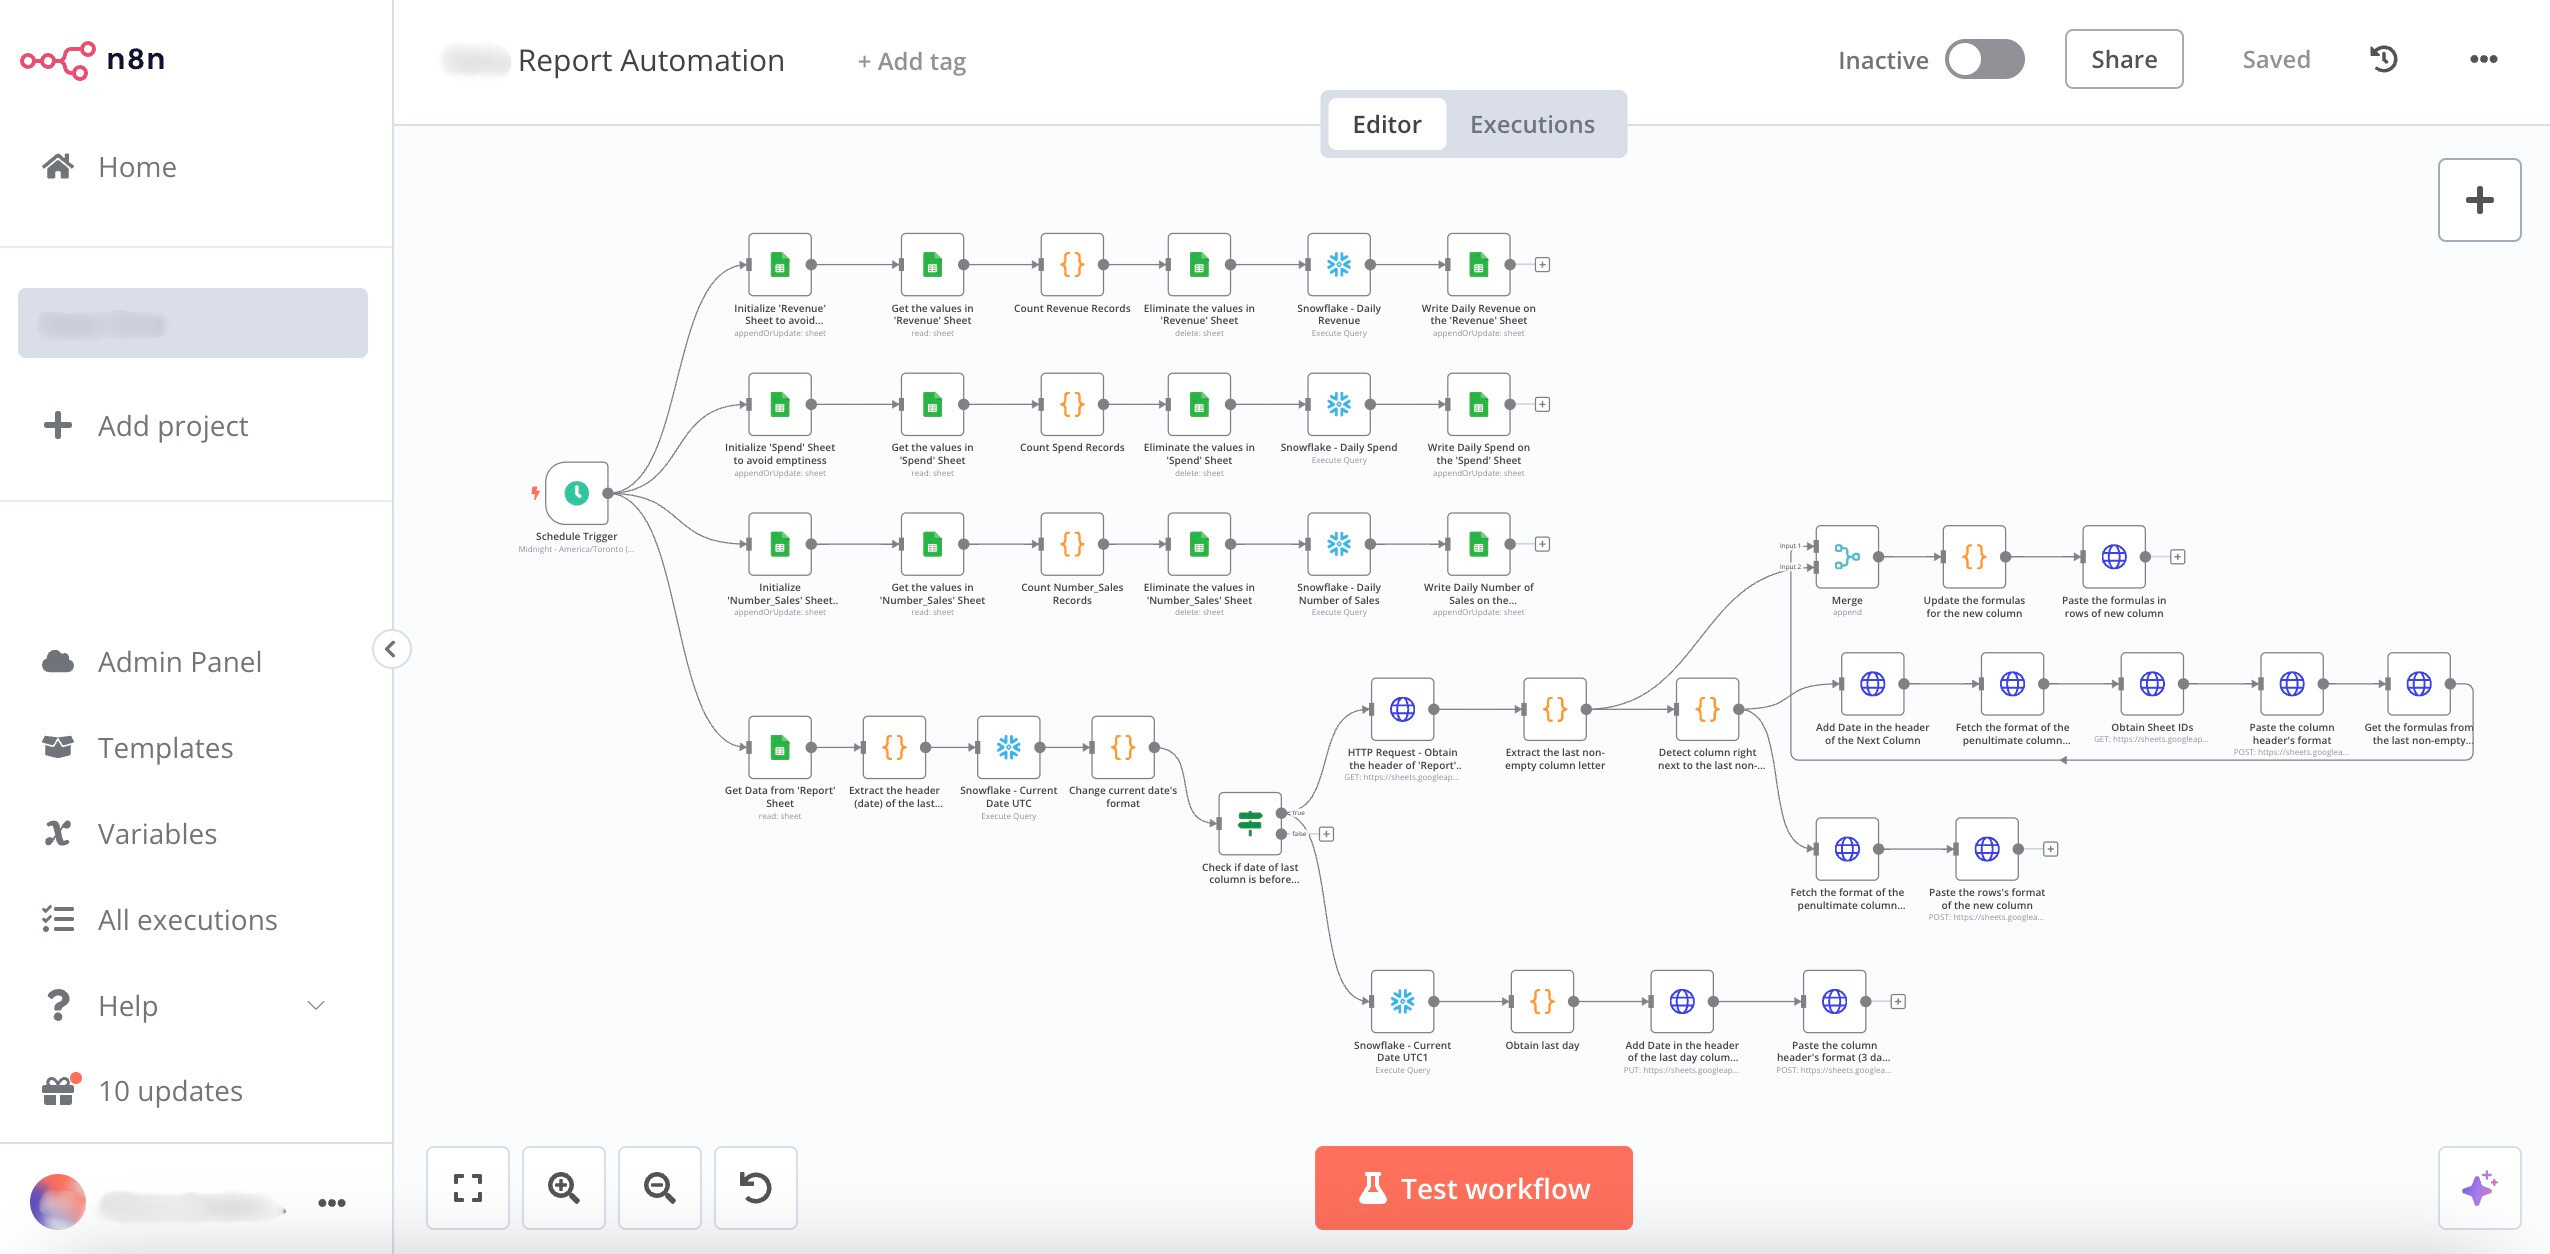 n8n
Report Automation
+ Add tag
Inactive
Share
Saved
Editor
Executions
Home
Add project
Admin Panel
Templates
Variables
All executions
Help
10 updates
Initialize 'Revenue'
Sheet to avoid...
appendOrUpdate: sheet
Get the values in
'Revenue' Sheet
read: sheet
Count Revenue Records
Eliminate the values in
'Revenue' Sheet
delete: sheet
Snowflake - Daily
Revenue
Execute Query
Write Daily Revenue on
the 'Revenue' Sheet
appendOrUpdate: sheet
Initialize 'Spend' Sheet
to avoid emptiness
appendOrUpdate: sheet
Get the values in
'Spend' Sheet
read: sheet
Count Spend Records
Eliminate the values in
'Spend' Sheet
delete: sheet
Snowflake - Daily Spend
Execute Query
Write Daily Spend on
the 'Spend' Sheet
appendOrUpdate: sheet
Schedule Trigger
Midnight - America/Toronto (...
Initialize
'Number_Sales' Sheet..
appendOrUpdate: sheet
Get the values in
'Number_Sales' Sheet
read: sheet
Count Number_Sales
Records
Eliminate the values in
'Number_Sales' Sheet
delete: sheet
Snowflake - Daily
Number of Sales
Execute Query
Write Daily Number of
Sales on the...
appendOrUpdate: sheet
Input 1
Input 2
Merge
append
Update the formulas
for the new column
Paste the formulas in
rows of new column
Add Date in the header
of the Next Column
Fetch the format of the
penultimate column...
Obtain Sheet IDs
GET: https://sheets.googleap...
Paste the column
header's format
POST: https://sheets.googlea...
Get the formulas from
the last non-empty...
HTTP Request - Obtain
the header of 'Report'..
GET: https://sheets.googleap...
Extract the last non-
empty column letter
Detect column right
next to the last non-...
Get Data from 'Report'
Sheet
read: sheet
Extract the header
(date) of the last...
Snowflake - Current
Date UTC
Execute Query
Change current date's
format
true
false
Check if date of last
column is before...
Fetch the format of the
penultimate column...
Paste the rows's format
of the new column
POST: https://sheets.googlea...
Snowflake - Current
Date UTC1
Execute Query
Obtain last day
Add Date in the header
of the last day colum...
PUT: https://sheets.googleap...
Paste the column
header's format (3 da...
POST: https://sheets.googlea...
Test workflow